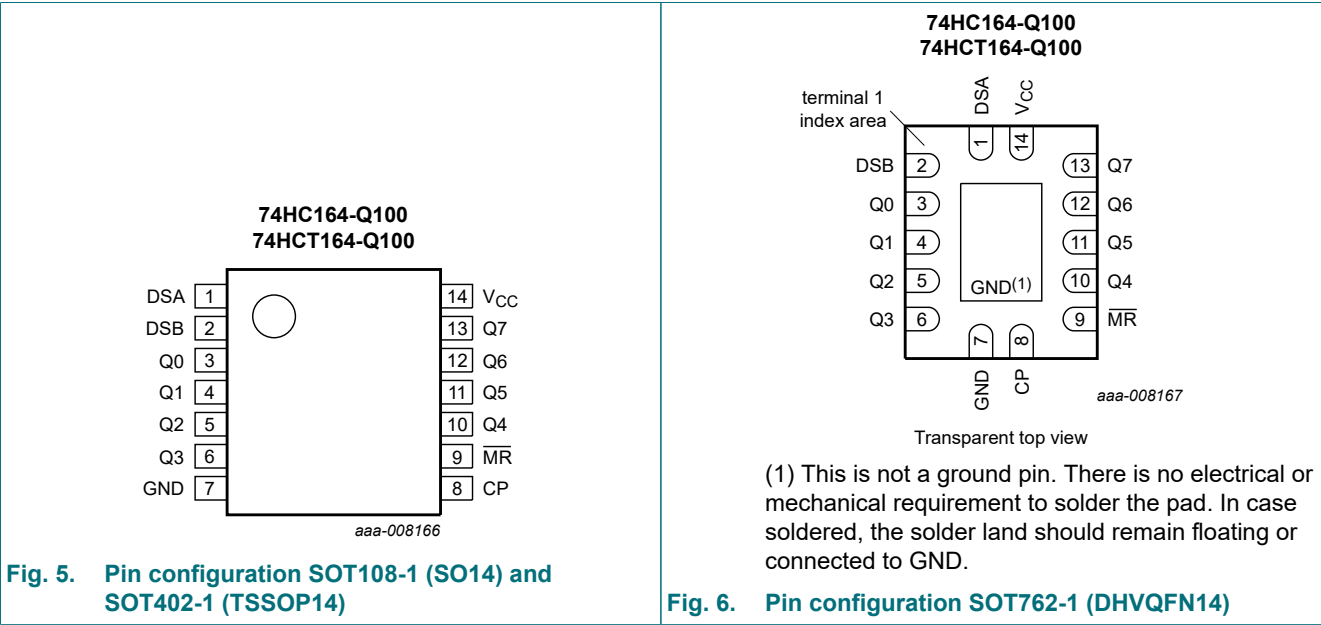 74HC164-Q100
74HCT164-Q100
DSA 1
14 VCC
DSB 2
13 Q7
Q0 3
12 Q6
Q1 4
11 Q5
Q2 5
10 Q4
Q3 6
9 MR
GND 7
8 CP
aaa-008166
Fig. 5. Pin configuration SOT108-1 (SO14) and
SOT402-1 (TSSOP14)
74HC164-Q100
74HCT164-Q100
terminal 1
index area
DSA
VCC
1
14
DSB 2
13 Q7
Q0 3
12 Q6
Q1 4
11 Q5
Q2 5
10 Q4
GND(1)
Q3 6
9 MR
7
8
GND
CP
aaa-008167
Transparent top view
(1) This is not a ground pin. There is no electrical or
mechanical requirement to solder the pad. In case
soldered, the solder land should remain floating or
connected to GND.
Fig. 6. Pin configuration SOT762-1 (DHVQFN14)